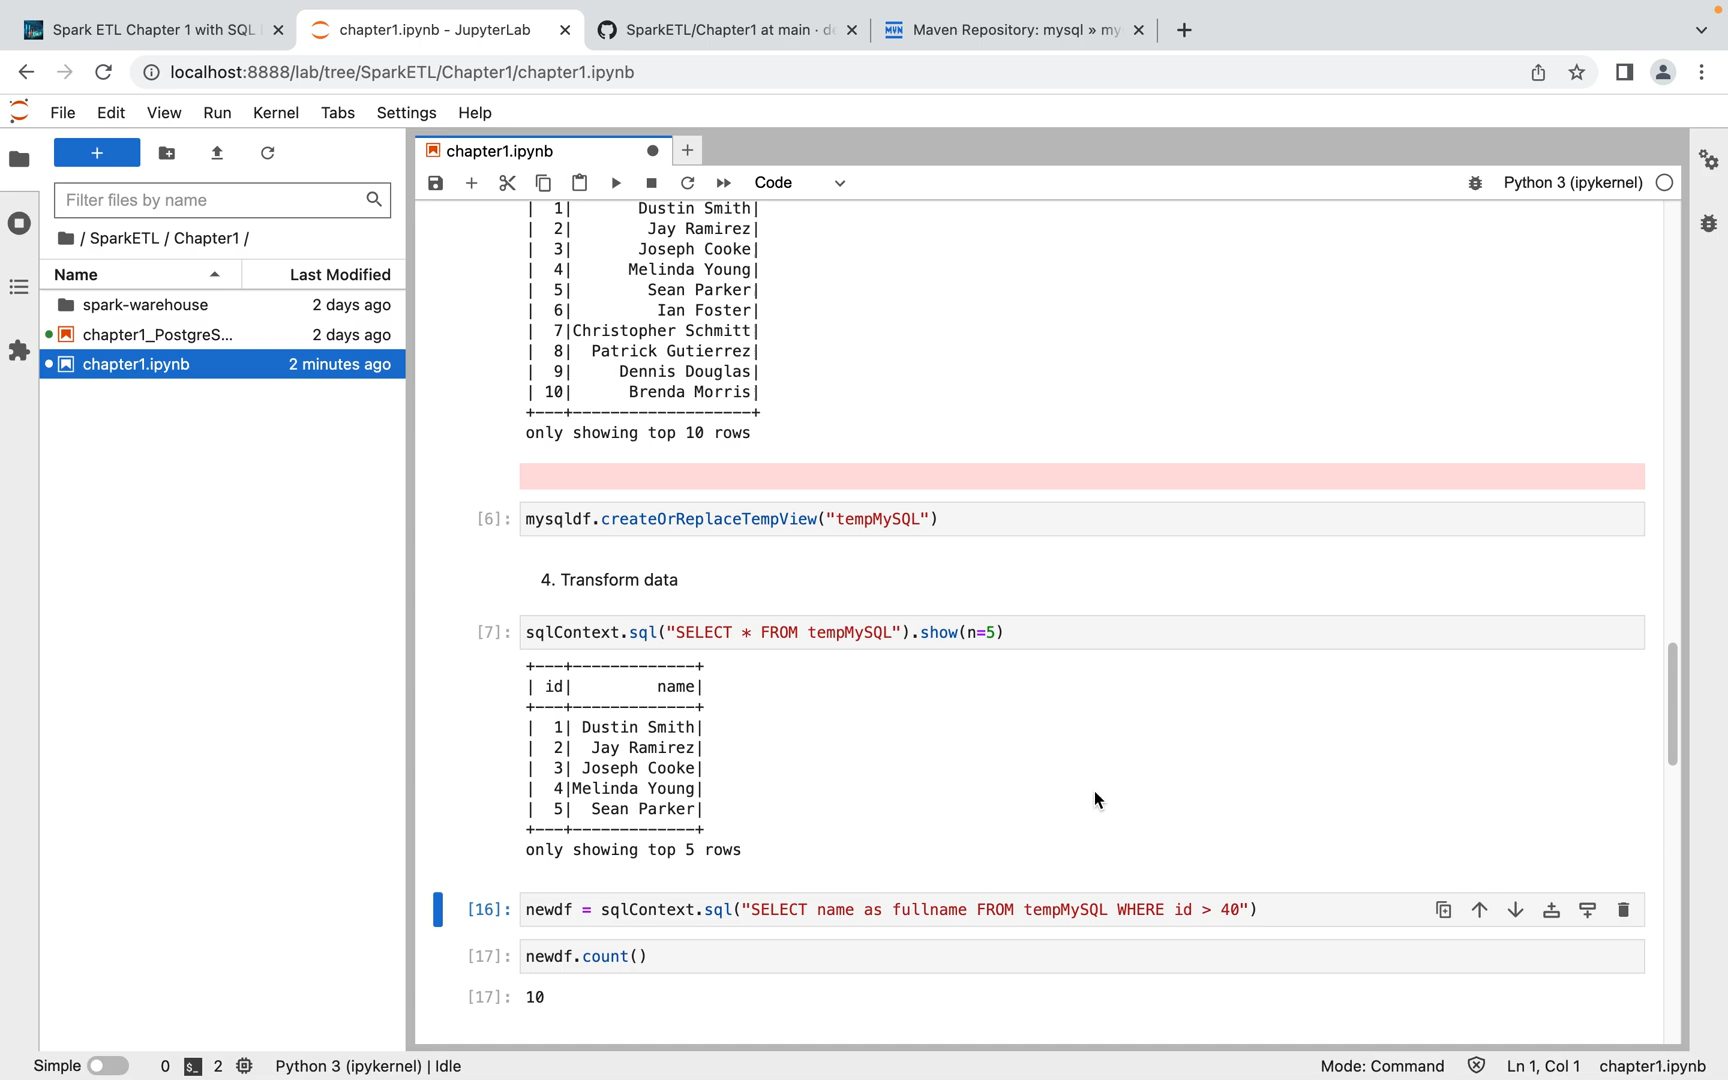 Spark ETL Chapter 1 with SQL
chapter1.ipynb - JupyterLab
SparkETL/Chapter1 at main · de
Maven Repository: mysql » my
localhost:8888/lab/tree/SparkETL/Chapter1/chapter1.ipynb
File Edit View Run Kernel Tabs Settings Help
Filter files by name
/ SparkETL / Chapter1 /
Name Last Modified
spark-warehouse 2 days ago
chapter1_PostgreS... 2 days ago
chapter1.ipynb 2 minutes ago
chapter1.ipynb
Code
Python 3 (ipykernel)
| 1| Dustin Smith|
| 2| Jay Ramirez|
| 3| Joseph Cooke|
| 4| Melinda Young|
| 5| Sean Parker|
| 6| Ian Foster|
| 7|Christopher Schmitt|
| 8| Patrick Gutierrez|
| 9| Dennis Douglas|
| 10| Brenda Morris|
+---+-------------------+
only showing top 10 rows
[6]: mysqldf.createOrReplaceTempView("tempMySQL")
4. Transform data
[7]: sqlContext.sql("SELECT * FROM tempMySQL").show(n=5)
+---+-------------+
| id| name|
+---+-------------+
| 1| Dustin Smith|
| 2| Jay Ramirez|
| 3| Joseph Cooke|
| 4|Melinda Young|
| 5| Sean Parker|
+---+-------------+
only showing top 5 rows
[16]: newdf = sqlContext.sql("SELECT name as fullname FROM tempMySQL WHERE id > 40")
[17]: newdf.count()
[17]: 10
Simple 0 2 Python 3 (ipykernel) | Idle
Mode: Command Ln 1, Col 1 chapter1.ipynb